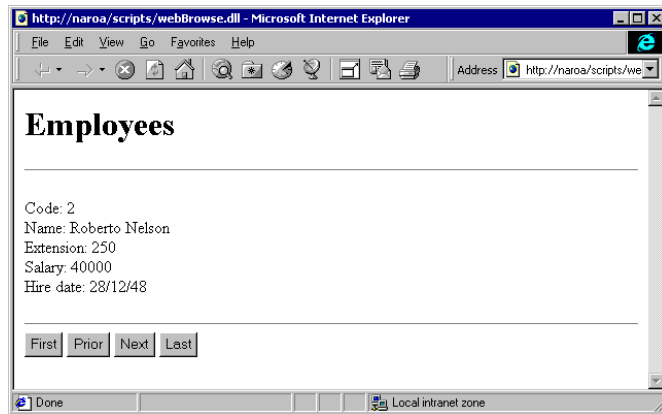 http://naroa/scripts/webBrowse.dll - Microsoft Internet Explorer
File Edit View Go Favorites Help
Address http://naroa/scripts/we
Employees
Code: 2
Name: Roberto Nelson
Extension: 250
Salary: 40000
Hire date: 28/12/48
First Prior Next Last
Done Local intranet zone